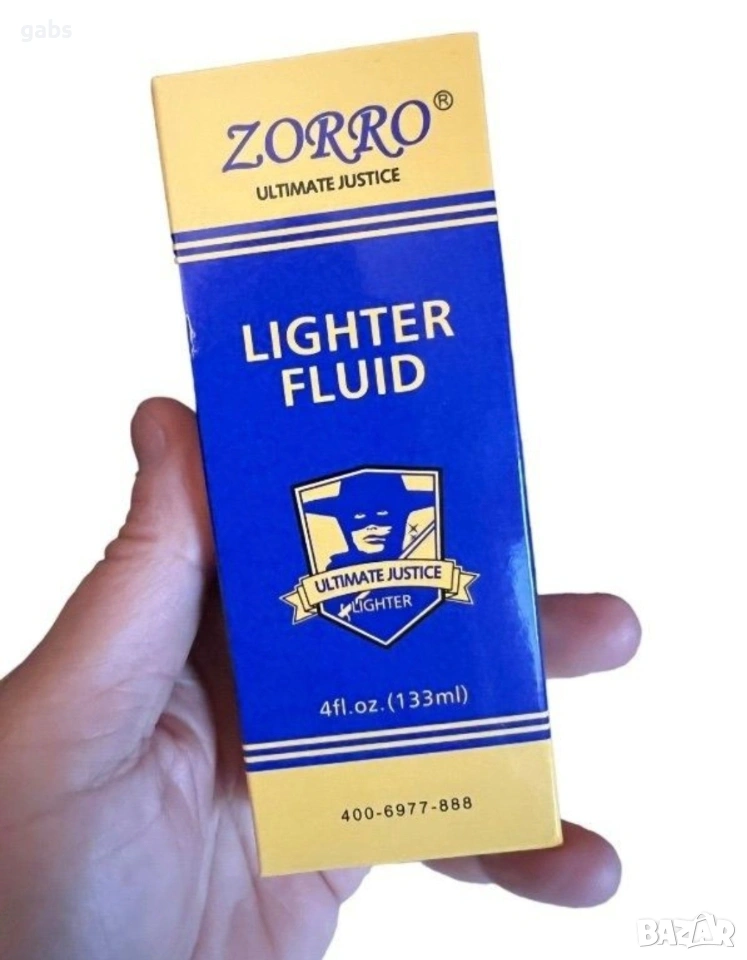 gabs
ZORRO®
ULTIMATE JUSTICE
LIGHTER
FLUID
ULTIMATE JUSTICE
LIGHTER
4fl.oz.(133ml)
400-6977-888
BAZAR